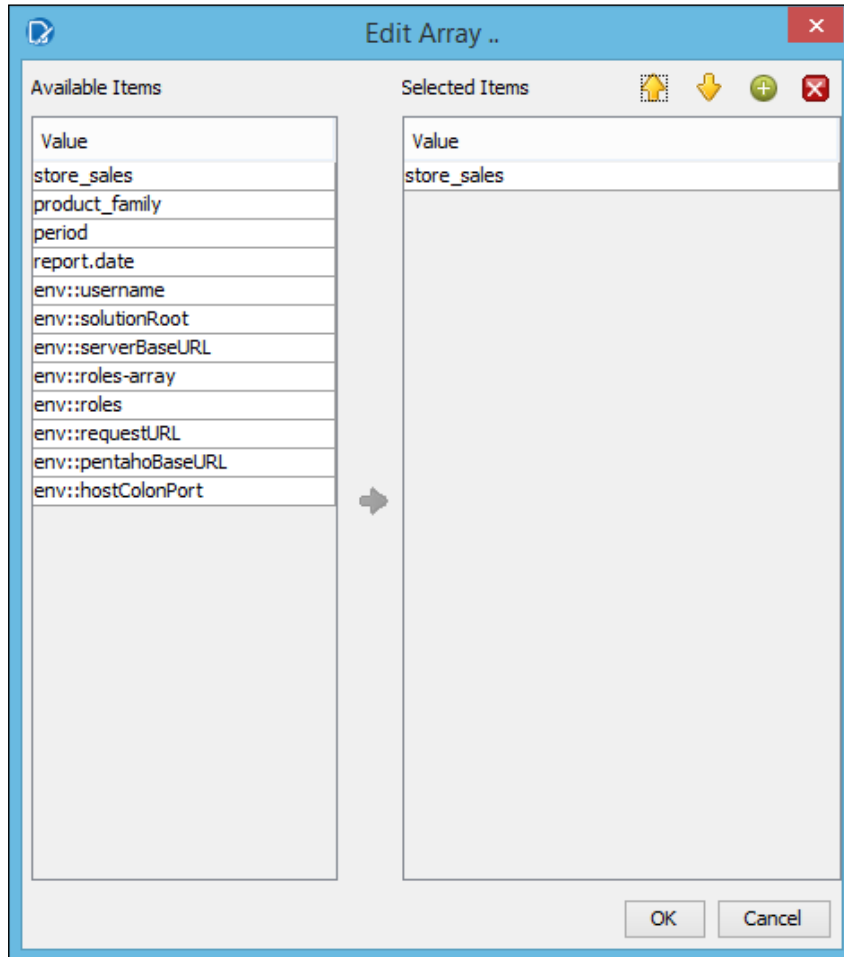 Edit Array ..
Available Items
Selected Items
Value
store_sales
product_family
period
report.date
env::username
env::solutionRoot
env::serverBaseURL
env::roles-array
env::roles
env::requestURL
env::pentahoBaseURL
env::hostColonPort
Value
store_sales
OK
Cancel